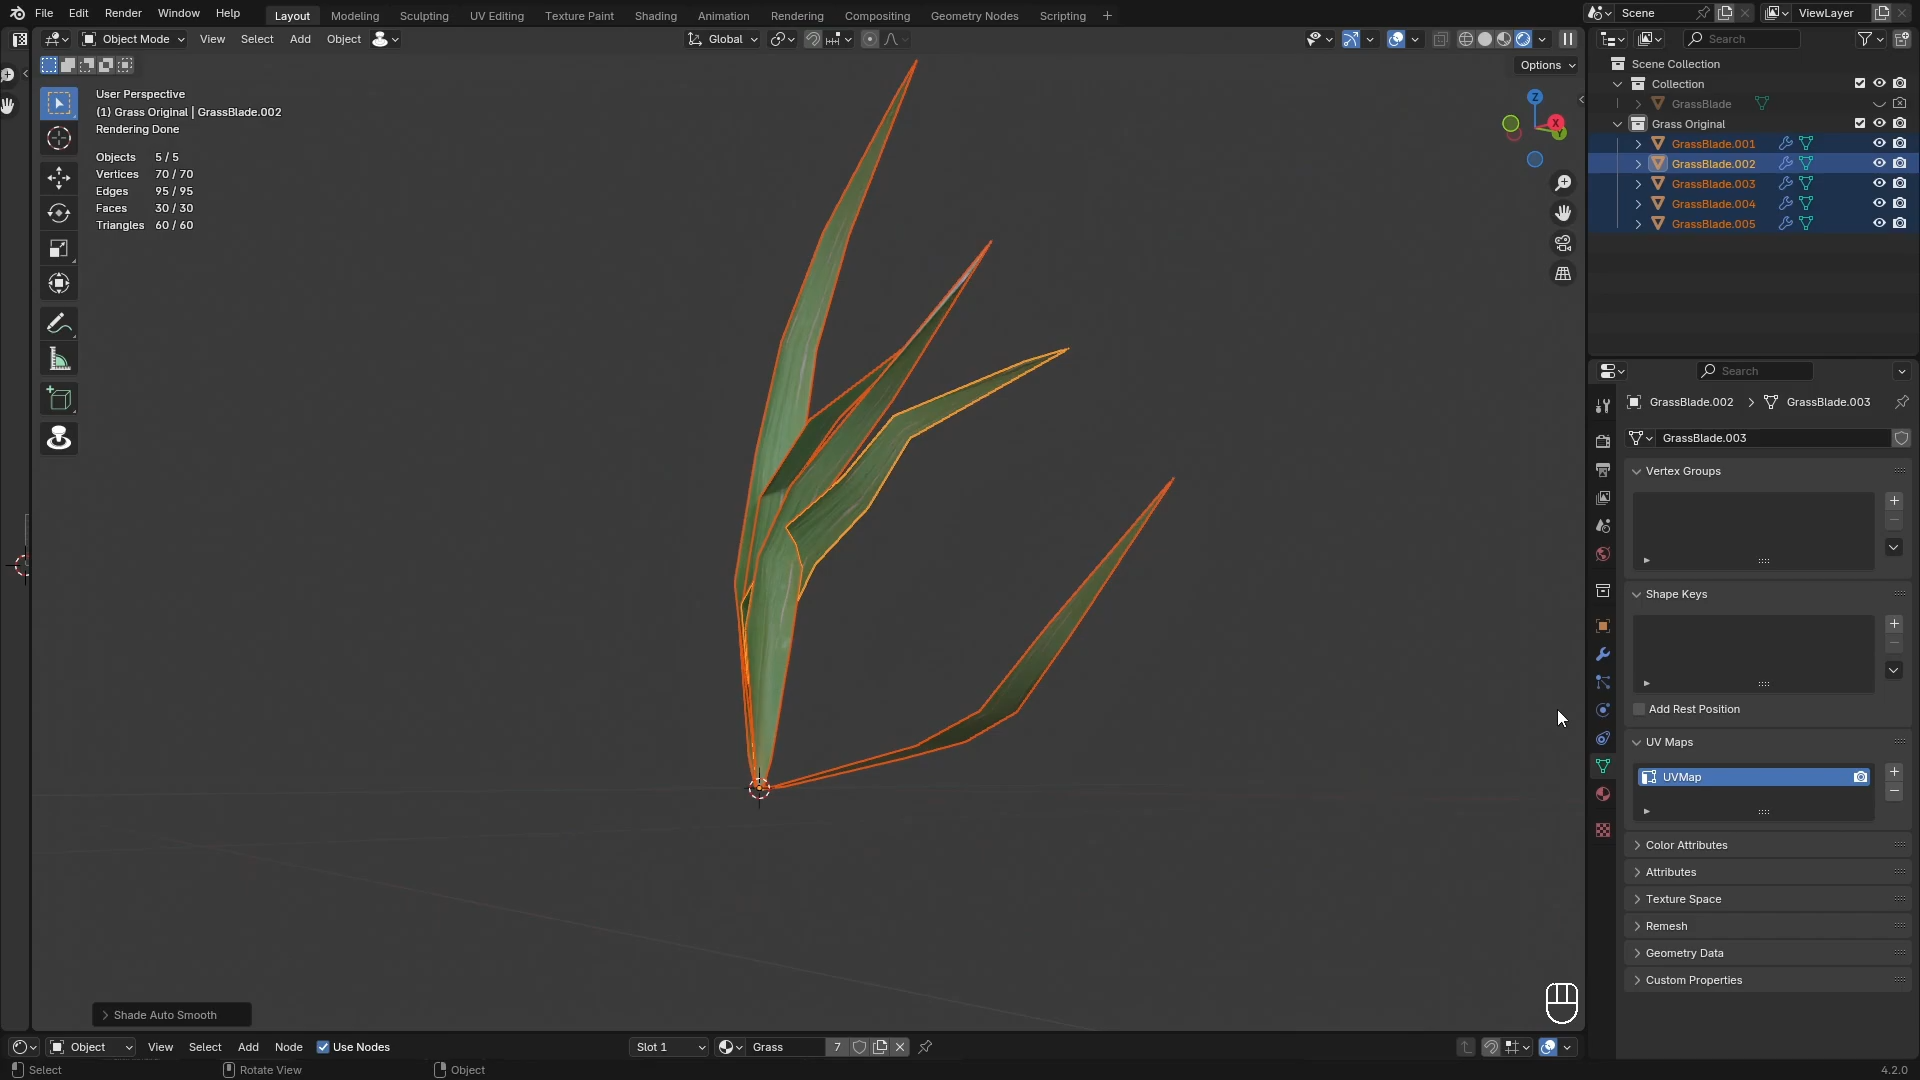 File Edit Render Window Help
Layout Modeling Sculpting UV Editing Texture Paint Shading Animation Rendering Compositing Geometry Nodes Scripting +
Scene
ViewLayer
Object Mode View Select Add Object
Global
Options
User Perspective
(1) Grass Original | GrassBlade.002
Rendering Done
Objects 5 / 5
Vertices 70 / 70
Edges 95 / 95
Faces 30 / 30
Triangles 60 / 60
Z
X
Y
Shade Auto Smooth
Search
Scene Collection
Collection
GrassBlade
Grass Original
GrassBlade.001
GrassBlade.002
GrassBlade.003
GrassBlade.004
GrassBlade.005
Search
GrassBlade.002 > GrassBlade.003
GrassBlade.003
Vertex Groups
Shape Keys
Add Rest Position
UV Maps
UVMap
Color Attributes
Attributes
Texture Space
Remesh
Geometry Data
Custom Properties
Object View Select Add Node Use Nodes
Slot 1
Grass 7
Select
Rotate View
Object
4.2.0